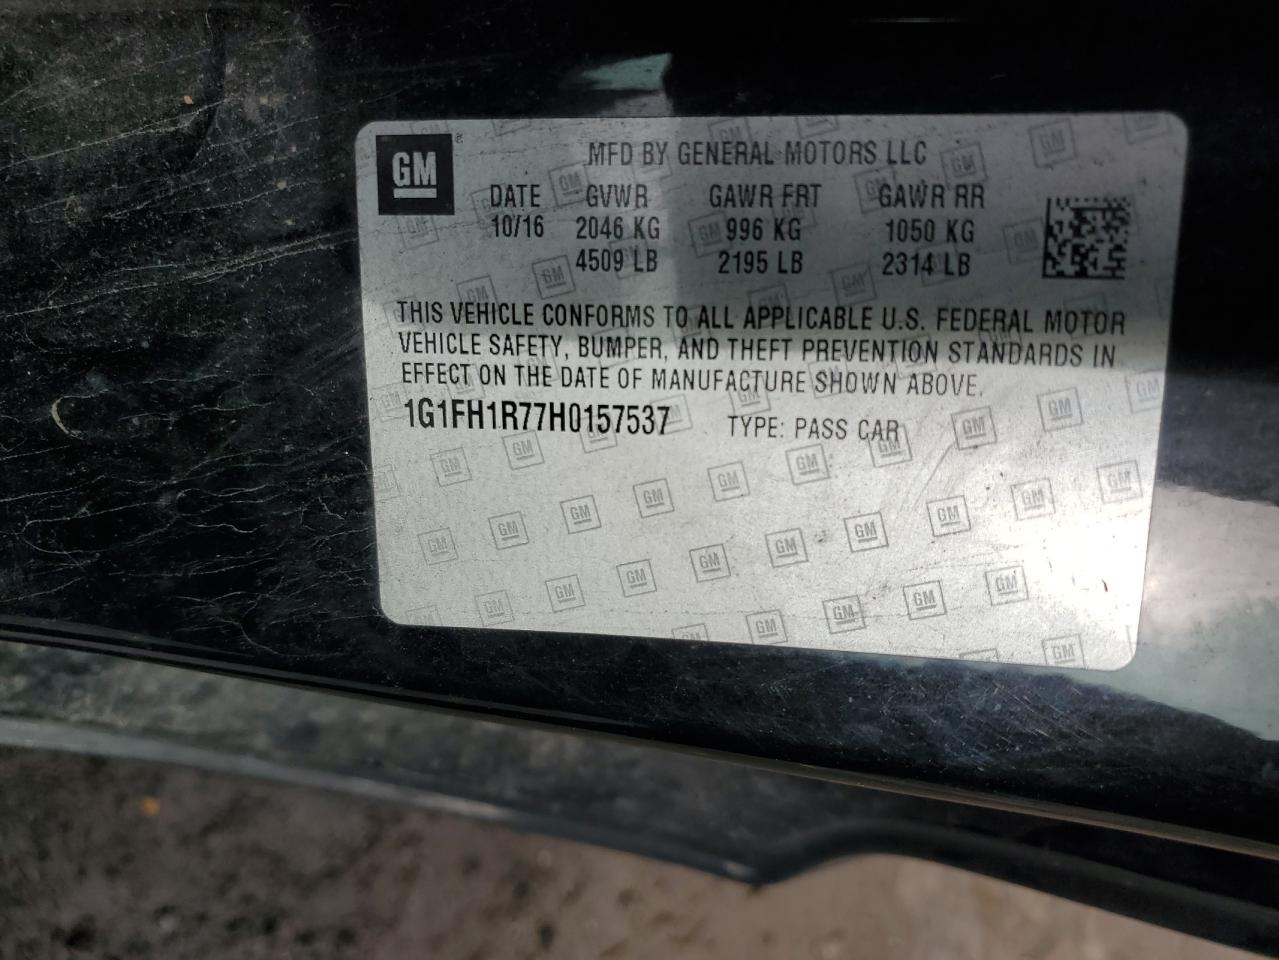 GM®
MFD BY GENERAL MOTORS LLC
DATE GVWR GAWR FRT GAWR RR
10/16 2046 KG 996 KG 1050 KG
4509 LB 2195 LB 2314 LB
THIS VEHICLE CONFORMS TO ALL APPLICABLE U.S. FEDERAL MOTOR
VEHICLE SAFETY, BUMPER, AND THEFT PREVENTION STANDARDS IN
EFFECT ON THE DATE OF MANUFACTURE SHOWN ABOVE.
1G1FH1R77H0157537 TYPE: PASS CAR